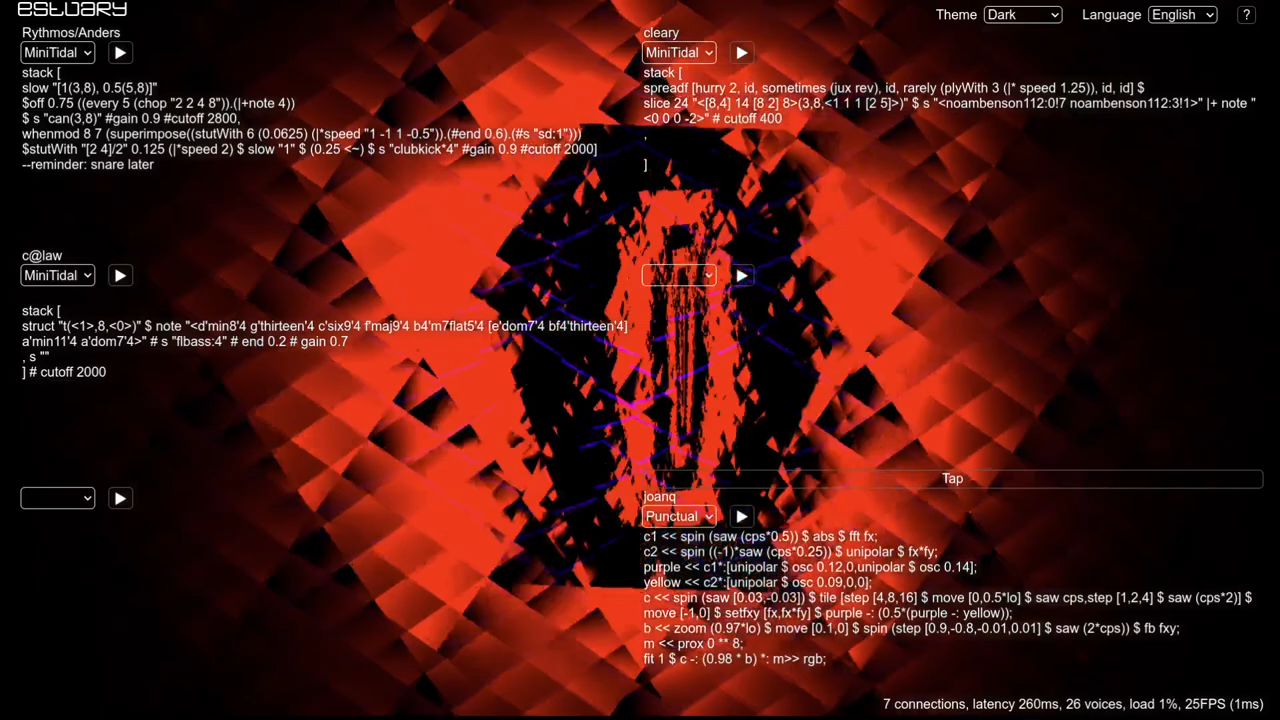 estuary
Theme Dark Language English ?
Rythmos/Anders
MiniTidal
stack [
slow "[1(3,8), 0.5(5,8)]"
$off 0.75 ((every 5 (chop "2 2 4 8")).(|+note 4))
$ s "can(3,8)" #gain 0.9 #cutoff 2800,
whenmod 8 7 (superimpose((stutWith 6 (0.0625) (|*speed "1 -1 1 -0.5")).(#end 0.6).(#s "sd:1")))
$stutWith "[2 4]/2" 0.125 (|*speed 2) $ slow "1" $ (0.25 <~) $ s "clubkick*4" #gain 0.9 #cutoff 2000]
--reminder: snare later
cleary
MiniTidal
stack [
spreadf [hurry 2, id, sometimes (jux rev), id, rarely (plyWith 3 (|* speed 1.25)), id, id] $
slice 24 "<[8,4] 14 [8 2] 8>(3,8,<1 1 1 [2 5]>)" $ s "<noambenson112:0!7 noambenson112:3!1>" |+ note "
<0 0 0 -2>" # cutoff 400
,
]
c@law
MiniTidal
stack [
struct "t(<1>,8,<0>)" $ note "<d'min8'4 g'thirteen'4 c'six9'4 f'maj9'4 b4'm7flat5'4 [e'dom7'4 bf4'thirteen'4]
a'min11'4 a'dom7'4>" # s "flbass:4" # end 0.2 # gain 0.7
, s ""
] # cutoff 2000
Tap
joanq
Punctual
c1 << spin (saw (cps*0.5)) $ abs $ fft fx;
c2 << spin ((-1)*saw (cps*0.25)) $ unipolar $ fx*fy;
purple << c1*:[unipolar $ osc 0.12,0,unipolar $ osc 0.14];
yellow << c2*:[unipolar $ osc 0.09,0,0];
c << spin (saw [0.03,-0.03]) $ tile [step [4,8,16] $ move [0,0.5*lo] $ saw cps,step [1,2,4] $ saw (cps*2)] $
move [-1,0] $ setfxy [fx,fx*fy] $ purple -: (0.5*(purple -: yellow));
b << zoom (0.97*lo) $ move [0.1,0] $ spin (step [0.9,-0.8,-0.01,0.01] $ saw (2*cps)) $ fb fxy;
m << prox 0 ** 8;
fit 1 $ c -: (0.98 * b) *: m>> rgb;
7 connections, latency 260ms, 26 voices, load 1%, 25FPS (1ms)